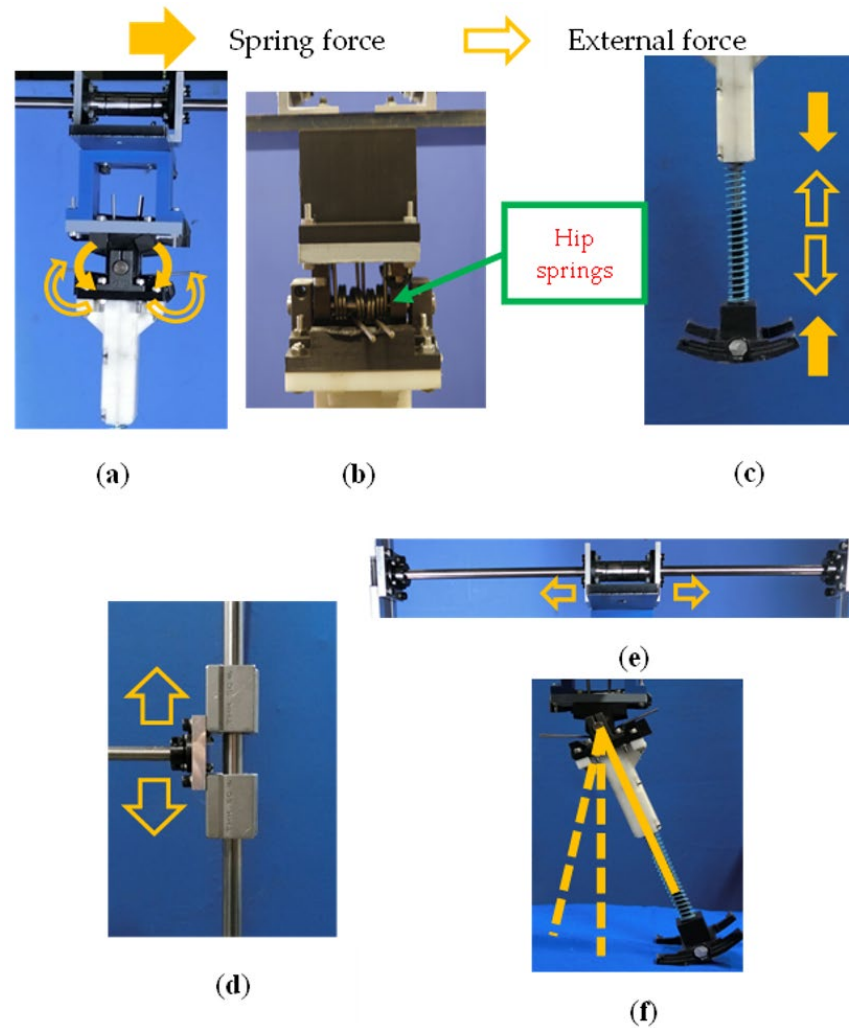 Spring force
External force
Hip
springs
(a)
(b)
(c)
(e)
(d)
(f)